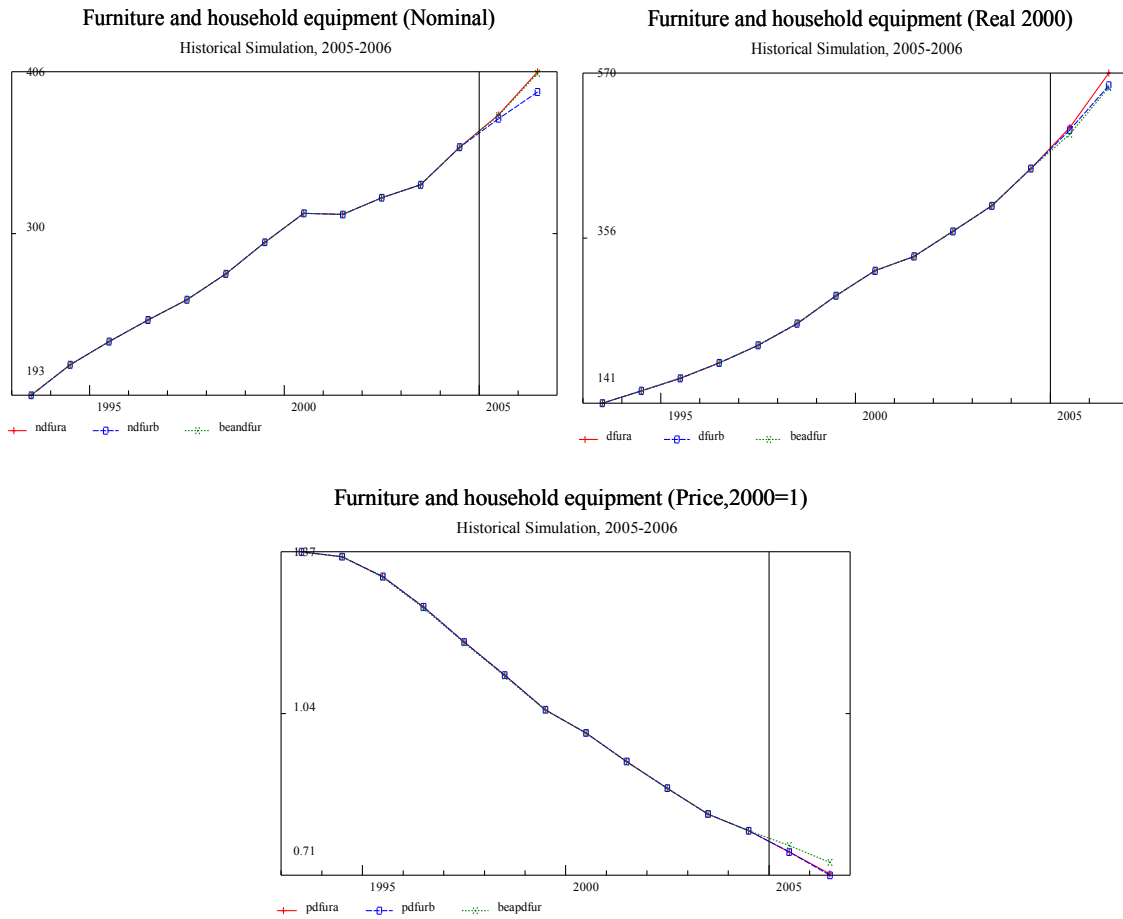 Furniture and household equipment (Nominal)
Historical Simulation, 2005-2006
406
300
193
1995 2000 2005
ndfura ndfurb beandfur
Furniture and household equipment (Real 2000)
Historical Simulation, 2005-2006
570
356
141
1995 2000 2005
dfura dfurb beadfur
Furniture and household equipment (Price,2000=1)
Historical Simulation, 2005-2006
1.37
1.04
0.71
1995 2000 2005
pdfura pdfurb beapdfur